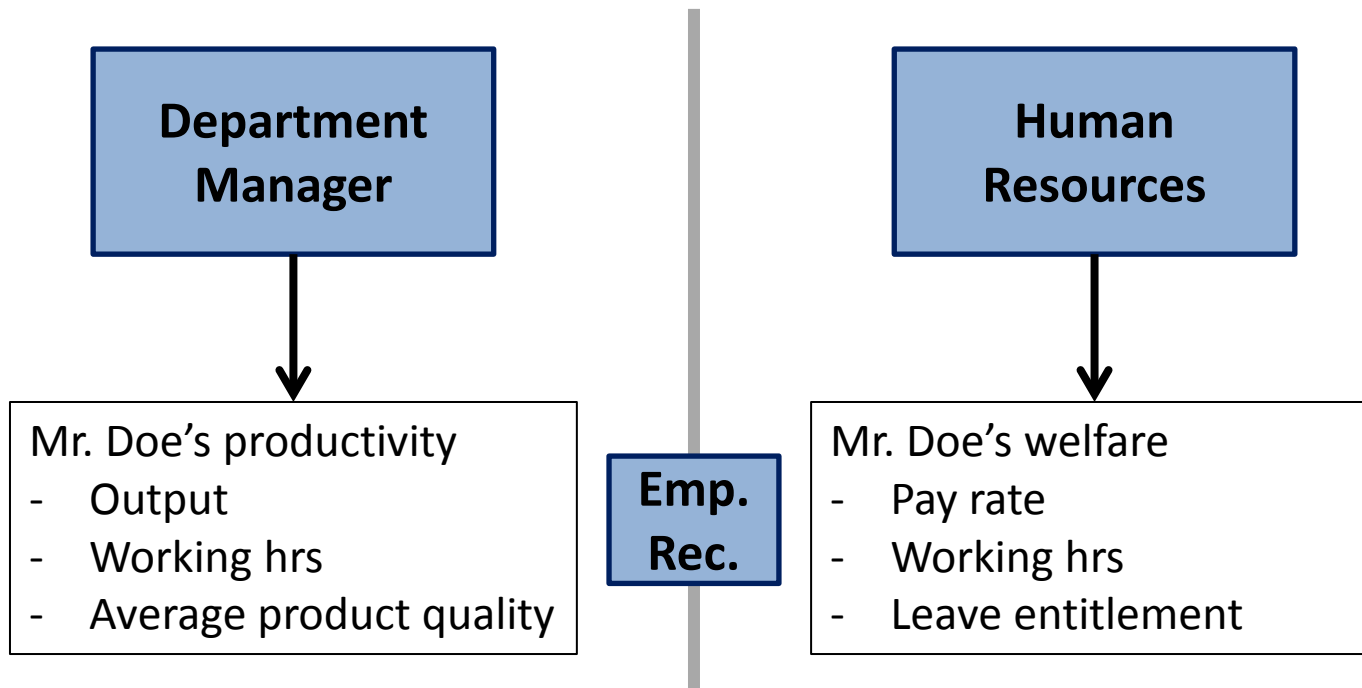 Department
Manager
Human
Resources
Mr. Doe’s productivity
- Output
- Working hrs
- Average product quality
Emp.
Rec.
Mr. Doe’s welfare
- Pay rate
- Working hrs
- Leave entitlement